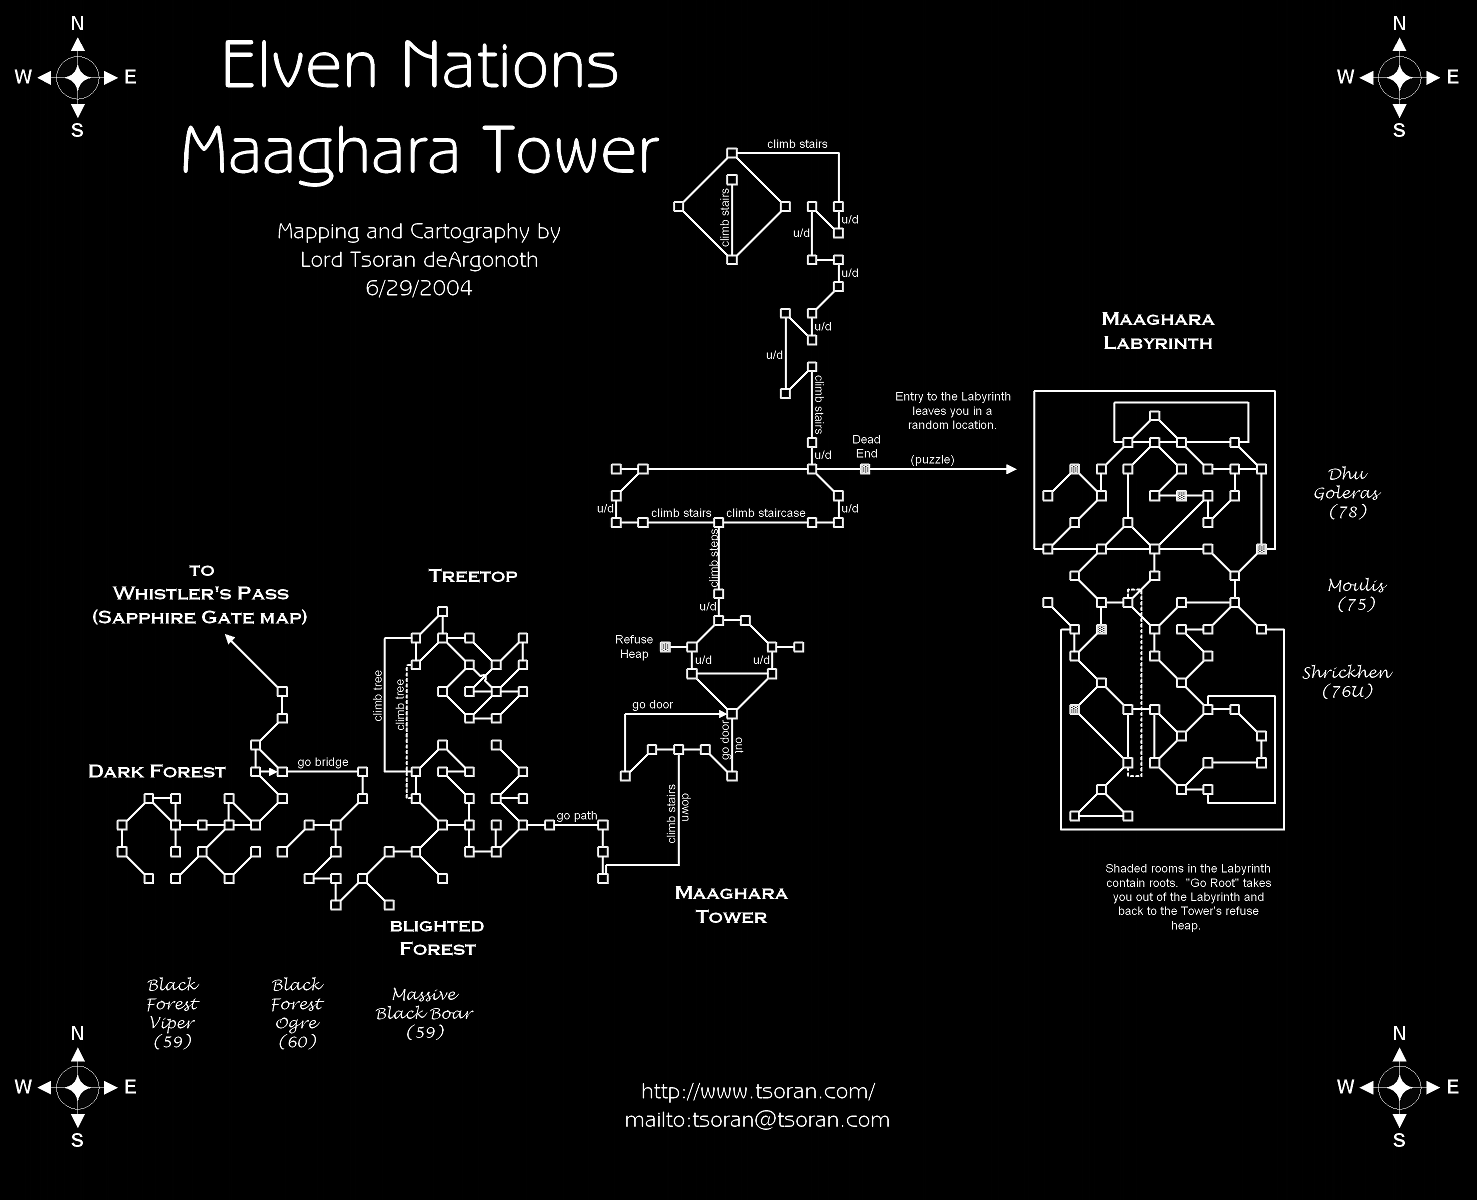 N
W E
S
N
W E
S
Elven Nations
Maaghara Tower
Mapping and Cartography by
Lord Tsoran deArgonoth
6/29/2004
climb stairs
climb stairs
u/d
u/d
u/d
u/d
u/d
climb stairs
u/d
Dead
End
(puzzle)
Entry to the Labyrinth
leaves you in a
random location.
Maaghara
Labyrinth
Dhu
Goleras
(78)
Moulis
(75)
Shrickhen
(76U)
u/d
climb stairs
climb staircase
u/d
climb steps
u/d
Refuse
Heap
u/d
u/d
go door
go door
out
climb stairs
down
to
Whistler's Pass
(Sapphire Gate map)
Treetop
climb tree
climb tree
Dark Forest
go bridge
go path
Maaghara
Tower
Blighted
Forest
Shaded rooms in the Labyrinth
contain roots. "Go Root" takes
you out of the Labyrinth and
back to the Tower's refuse
heap.
Black
Forest
Viper
(59)
Black
Forest
Ogre
(60)
Massive
Black Boar
(59)
N
W E
S
N
W E
S
http://www.tsoran.com/
mailto:tsoran@tsoran.com